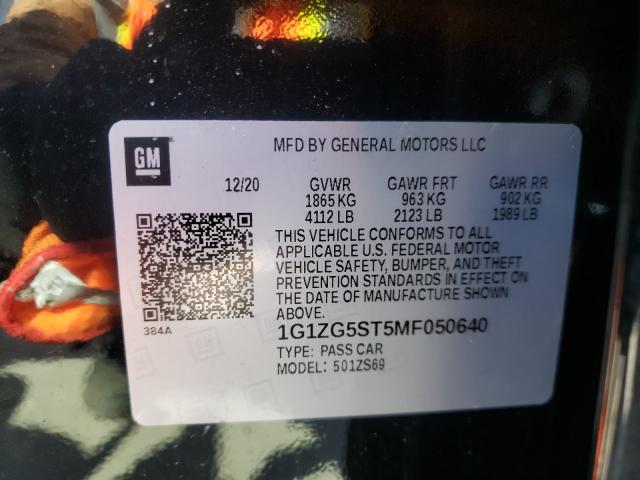 GM
MFD BY GENERAL MOTORS LLC
12/20 GVWR GAWR FRT GAWR RR
1865 KG 963 KG 902 KG
4112 LB 2123 LB 1989 LB
THIS VEHICLE CONFORMS TO ALL
APPLICABLE U.S. FEDERAL MOTOR
VEHICLE SAFETY, BUMPER, AND THEFT
PREVENTION STANDARDS IN EFFECT ON
THE DATE OF MANUFACTURE SHOWN
ABOVE.
384A
1G1ZG5ST5MF050640
TYPE: PASS CAR
MODEL: 501ZS69